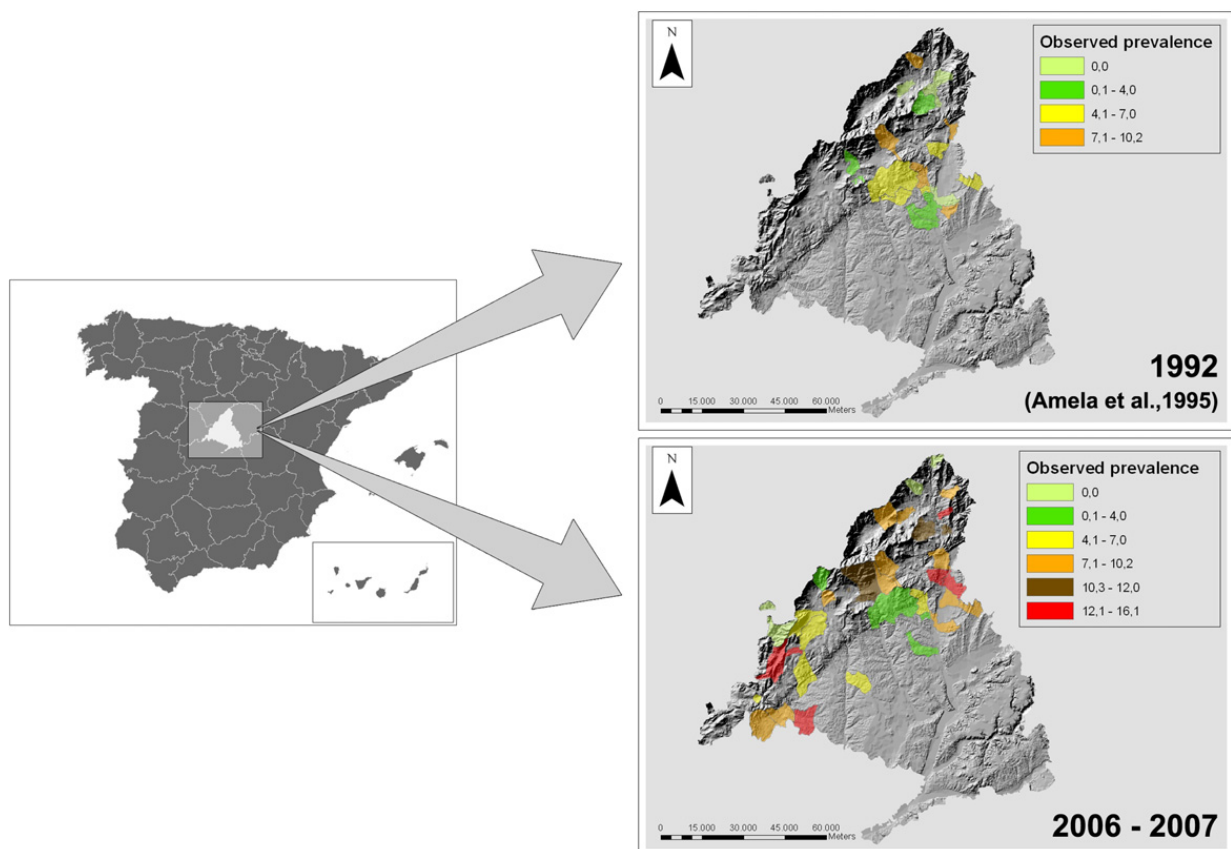 N
Observed prevalence
0,0
0,1 - 4,0
4,1 - 7,0
7,1 - 10,2
1992
(Amela et al.,1995)
0 15.000 30.000 45.000 60.000
Meters
N
Observed prevalence
0,0
0,1 - 4,0
4,1 - 7,0
7,1 - 10,2
10,3 - 12,0
12,1 - 16,1
0 15.000 30.000 45.000 60.000
Meters
2006 - 2007